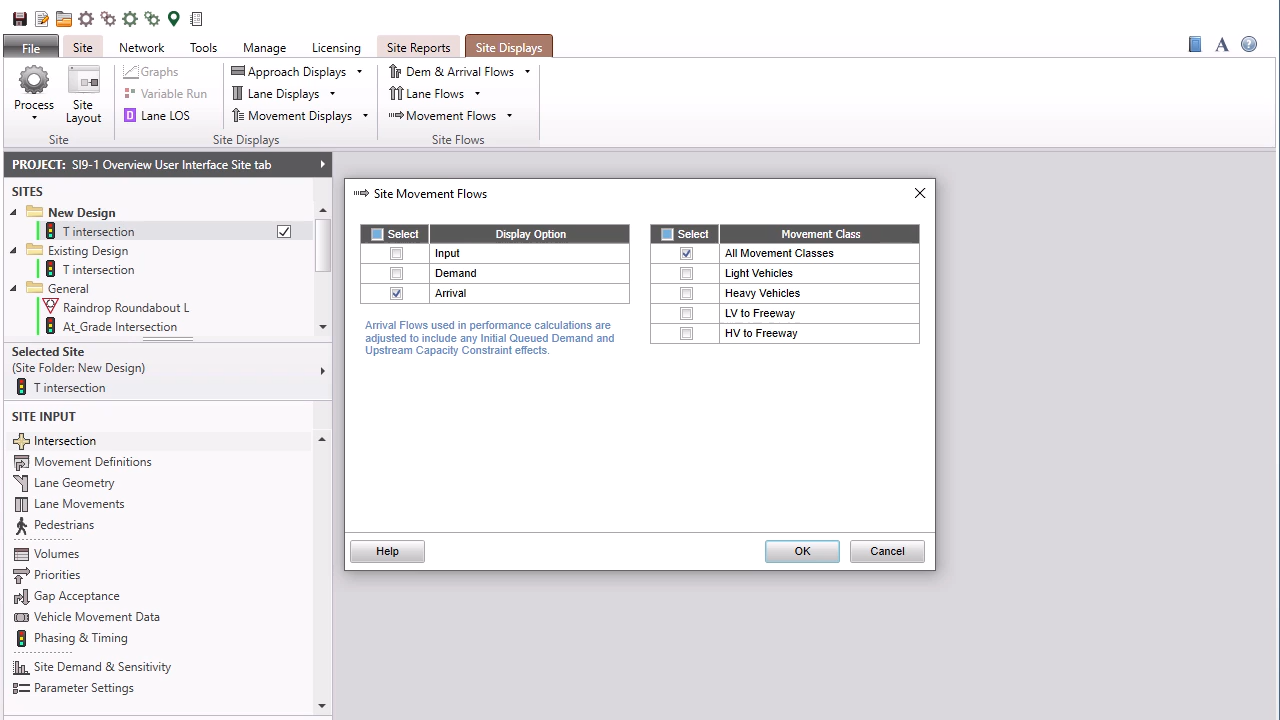 File
Site
Network
Tools
Manage
Licensing
Site Reports
Site Displays
A
?
Process
Site
Layout
Site
Graphs
Variable Run
D Lane LOS
Approach Displays
Lane Displays
Movement Displays
Site Displays
Dem & Arrival Flows
Lane Flows
Movement Flows
Site Flows
PROJECT: SI9-1 Overview User Interface Site tab
SITES
New Design
T intersection
Existing Design
T intersection
General
Raindrop Roundabout L
At_Grade Intersection
Selected Site
(Site Folder: New Design)
T intersection
SITE INPUT
Intersection
Movement Definitions
Lane Geometry
Lane Movements
Pedestrians
Volumes
Priorities
Gap Acceptance
Vehicle Movement Data
Phasing & Timing
Site Demand & Sensitivity
Parameter Settings
Site Movement Flows
Select Display Option
Input
Demand
Arrival
Arrival Flows used in performance calculations are
adjusted to include any Initial Queued Demand and
Upstream Capacity Constraint effects.
Select Movement Class
All Movement Classes
Light Vehicles
Heavy Vehicles
LV to Freeway
HV to Freeway
Help
OK
Cancel